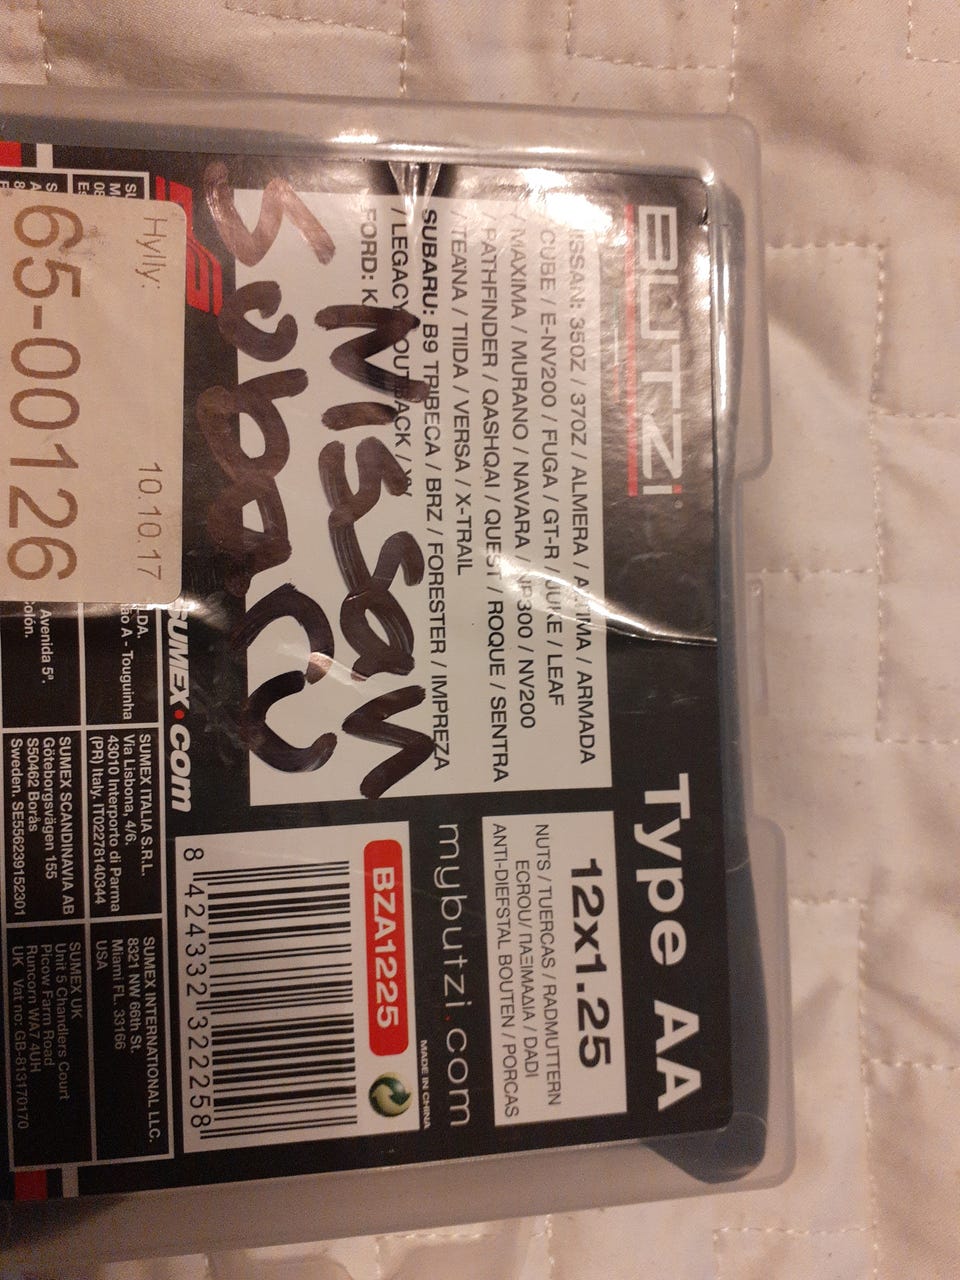 BUTZI
Type AA
NISSAN: 350Z / 370Z / ALMERA / ALTIMA / ARMADA
/ CUBE / E-NV200 / FUGA / GT-R / JUKE / LEAF
/ MAXIMA / MURANO / NAVARA / NP300 / NV200
/ PATHFINDER / QASHQAI / QUEST / ROQUE / SENTRA
/ TEANA / TIIDA / VERSA / X-TRAIL
SUBARU: B9 TRIBECA / BRZ / FORESTER / IMPREZA
/ LEGACY / OUTBACK /
FORD:
Nissan
Subaru
12x1.25
NUTS / TUERCAS / RADMUTTERN
ECROU / ΠΑΞΙΜΑΔΙΑ / DADI
ANTI-DIEFSTAL BOUTEN / PORCAS
mybutzi.com
MADE IN CHINA
BZA1225
8 424332 322258
SUMEX.com
Hylly:
10.10.17
65-00126
LDA.
A - Touguinha
Avenida 5ª.
olón.
SUMEX ITALIA S.R.L.
Via Lisbona, 4/6.
43010 Interporto di Parma
(PR) Italy. IT02278140344
SUMEX SCANDINAVIA AB
Göteborgsvägen 155
S50462 Borås
Sweden. SE556239152301
SUMEX INTERNATIONAL LLC.
8321 NW 66th St.
Miami FL. 33166
USA
SUMEX UK
Unit 5 Chandlers Court
Picow Farm Road
Runcorn WA7 4UH
UK Vat no: GB-813170170